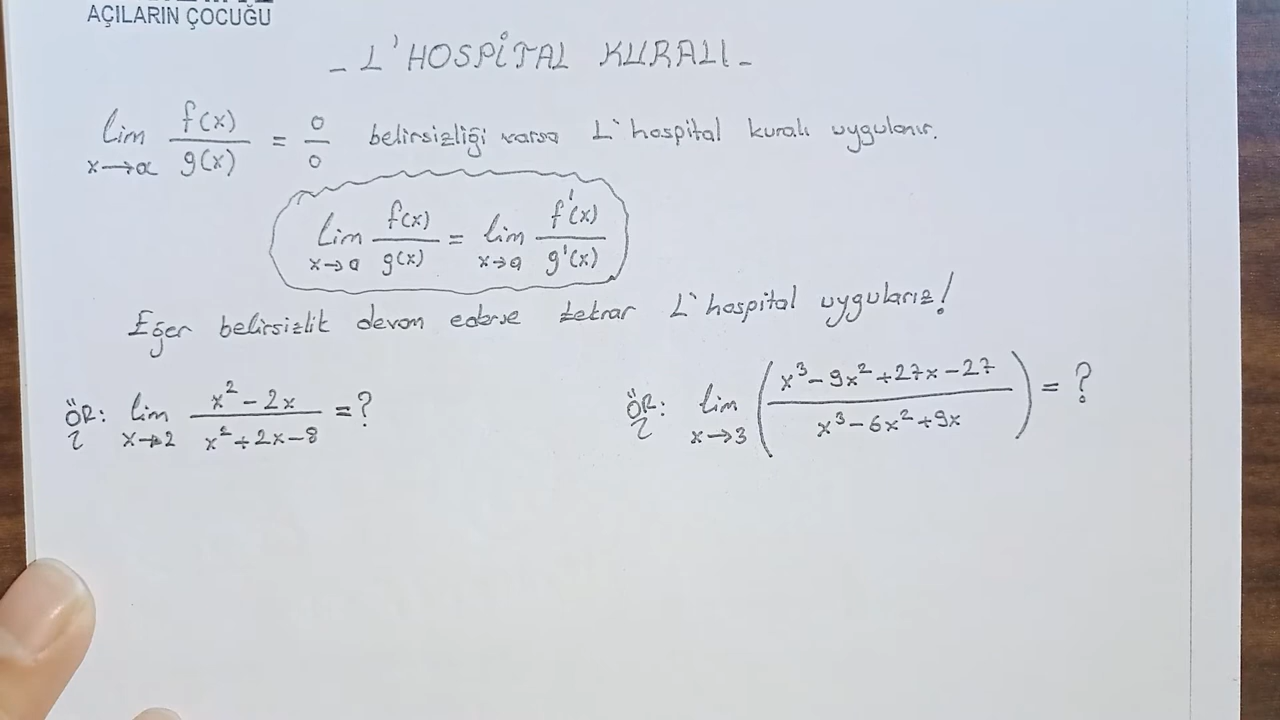 AÇILARIN ÇOCUĞU
- L'HOSPİTAL KURALI -
lim x→a f(x)/g(x) = 0/0 belirsizliği varsa L'hospital kuralı uygulanır.
lim x→a f(x)/g(x) = lim x→a f'(x)/g'(x)
Eğer belirsizlik devam ederse tekrar L'hospital uygularız!
ÖR: lim x→2 x²-2x/x²+2x-8 = ?
ÖR: lim x→3 (x³-9x²+27x-27/x³-6x²+9x) = ?